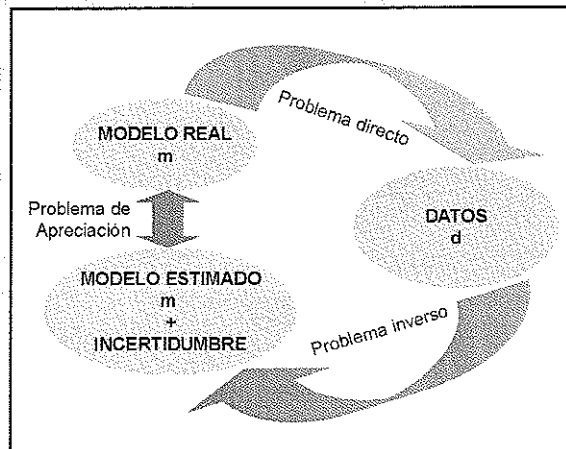 Problema directo
MODELO REAL
m
Problema de
Apreciación
DATOS
d
MODELO ESTIMADO
m
+
INCERTIDUMBRE
Problema inverso